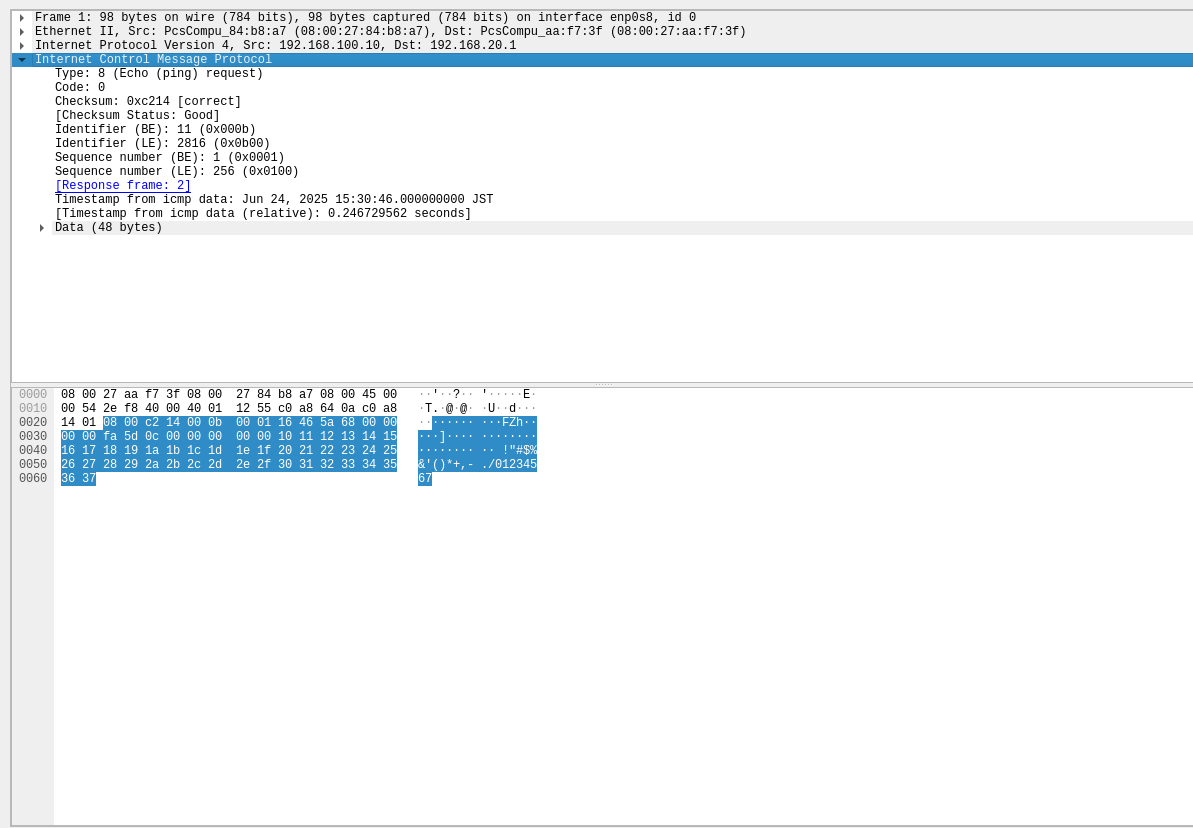 Frame 1: 98 bytes on wire (784 bits), 98 bytes captured (784 bits) on interface enp0s8, id 0
Ethernet II, Src: PcsCompu_84:b8:a7 (08:00:27:84:b8:a7), Dst: PcsCompu_aa:f7:3f (08:00:27:aa:f7:3f)
Internet Protocol Version 4, Src: 192.168.100.10, Dst: 192.168.20.1
Internet Control Message Protocol
Type: 8 (Echo (ping) request)
Code: 0
Checksum: 0xc214 [correct]
[Checksum Status: Good]
Identifier (BE): 11 (0x000b)
Identifier (LE): 2816 (0x0b00)
Sequence number (BE): 1 (0x0001)
Sequence number (LE): 256 (0x0100)
[Response frame: 2]
Timestamp from icmp data: Jun 24, 2025 15:30:46.000000000 JST
[Timestamp from icmp data (relative): 0.246729562 seconds]
Data (48 bytes)
0000 08 00 27 aa f7 3f 08 00 27 84 b8 a7 08 00 45 00 ··'··?·· '·····E·
0010 00 54 2e f8 40 00 40 01 12 55 c0 a8 64 0a c0 a8 ·T.·@·@· ·U··d···
0020 14 01 08 00 c2 14 00 0b 00 01 16 46 5a 68 00 00 ········ ···FZh··
0030 00 00 fa 5d 0c 00 00 00 00 00 10 11 12 13 14 15 ···]···· ········
0040 16 17 18 19 1a 1b 1c 1d 1e 1f 20 21 22 23 24 25 ········ ·· !"#$%
0050 26 27 28 29 2a 2b 2c 2d 2e 2f 30 31 32 33 34 35 &'()*+,- ./012345
0060 36 37 67